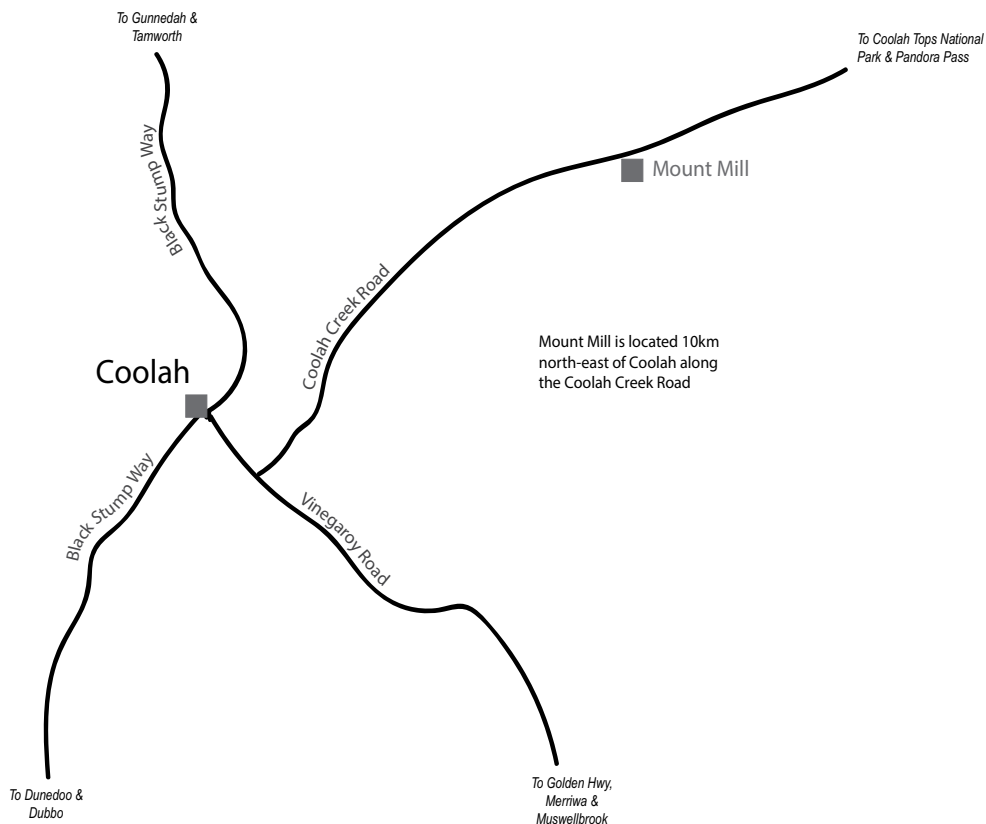 To Gunnedah &
Tamworth
To Coolah Tops National
Park & Pandora Pass
Black Stump Way
Mount Mill
Coolah Creek Road
Mount Mill is located 10km
north-east of Coolah along
the Coolah Creek Road
Coolah
Black Stump Way
Vinegaroy Road
To Dunedoo &
Dubbo
To Golden Hwy,
Merriwa &
Muswellbrook